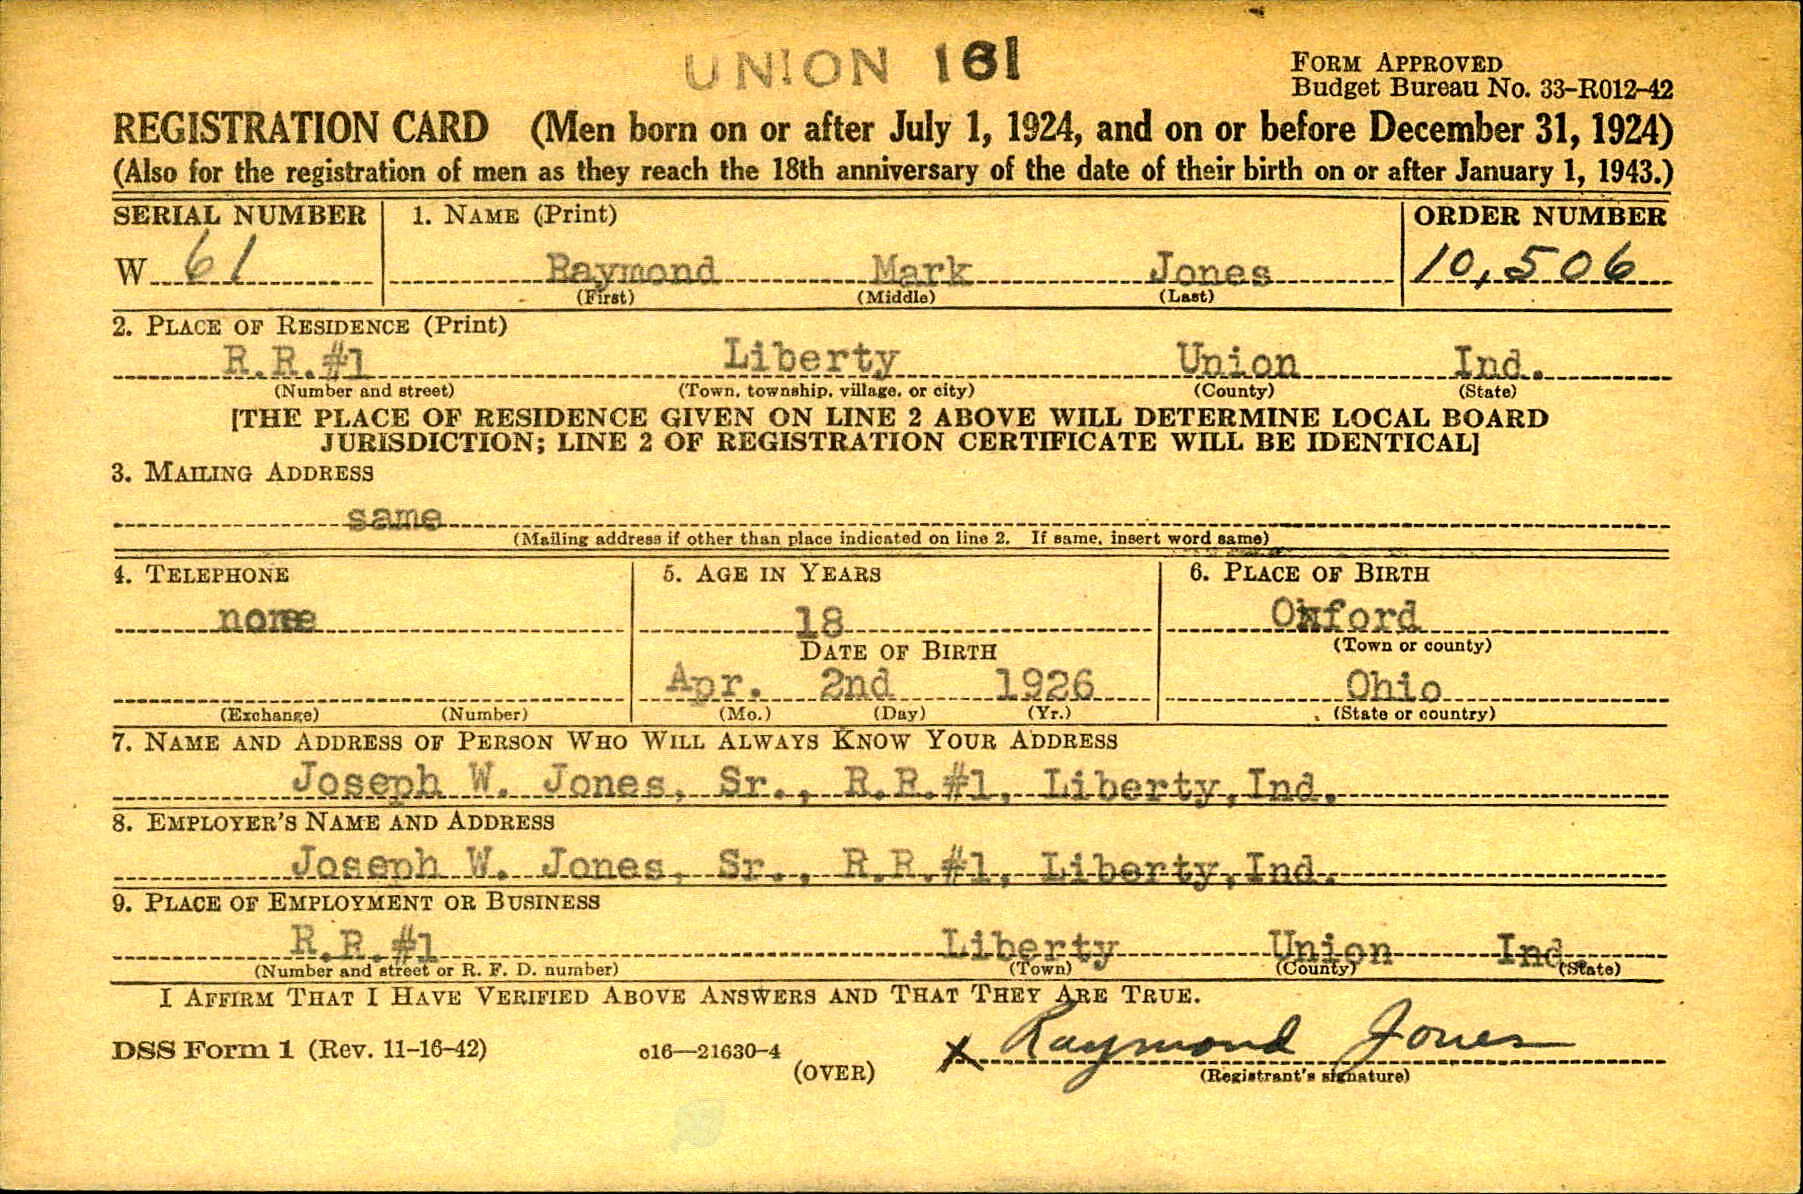 UNION 161
FORM APPROVED
Budget Bureau No. 33-R012-42
REGISTRATION CARD (Men born on or after July 1, 1924, and on or before December 31, 1924)
(Also for the registration of men as they reach the 18th anniversary of the date of their birth on or after January 1, 1943.)
SERIAL NUMBER 1. NAME (Print) ORDER NUMBER
W 61 Raymond Mark Jones 10,506
(First) (Middle) (Last)
2. PLACE OF RESIDENCE (Print)
R.R.#1 Liberty Union Ind.
(Number and street) (Town, township, village, or city) (County) (State)
[THE PLACE OF RESIDENCE GIVEN ON LINE 2 ABOVE WILL DETERMINE LOCAL BOARD
JURISDICTION; LINE 2 OF REGISTRATION CERTIFICATE WILL BE IDENTICAL]
3. MAILING ADDRESS
same
(Mailing address if other than place indicated on line 2. If same, insert word same)
4. TELEPHONE 5. AGE IN YEARS 6. PLACE OF BIRTH
none 18 Oxford
DATE OF BIRTH (Town or county)
Apr. 2nd 1926 Ohio
(Exchange) (Number) (Mo.) (Day) (Yr.) (State or country)
7. NAME AND ADDRESS OF PERSON WHO WILL ALWAYS KNOW YOUR ADDRESS
Joseph W. Jones, Sr., R.R.#1, Liberty,Ind.
8. EMPLOYER'S NAME AND ADDRESS
Joseph W. Jones, Sr., R.R.#1, Liberty,Ind.
9. PLACE OF EMPLOYMENT OR BUSINESS
R.R.#1 Liberty Union Ind.
(Number and street or R. F. D. number) (Town) (County) (State)
I AFFIRM THAT I HAVE VERIFIED ABOVE ANSWERS AND THAT THEY ARE TRUE.
DSS Form 1 (Rev. 11-16-42) c16—21630-4 x Raymond Jones
(OVER) (Registrant's signature)